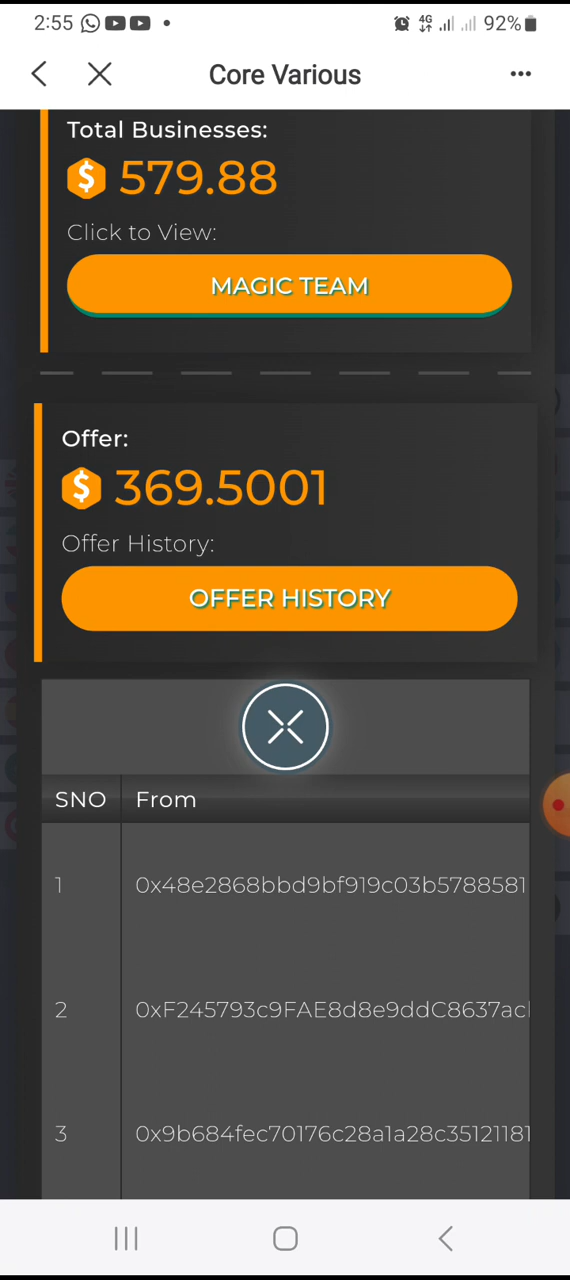 2:55 4G 92%
Core Various
Total Businesses:
$ 579.88
Click to View:
MAGIC TEAM
Offer:
$ 369.5001
Offer History:
OFFER HISTORY
SNO From
1 0x48e2868bbd9bf919c03b5788581
2 0xF245793c9FAE8d8e9ddC8637ac
3 0x9b684fec70176c28a1a28c35121181